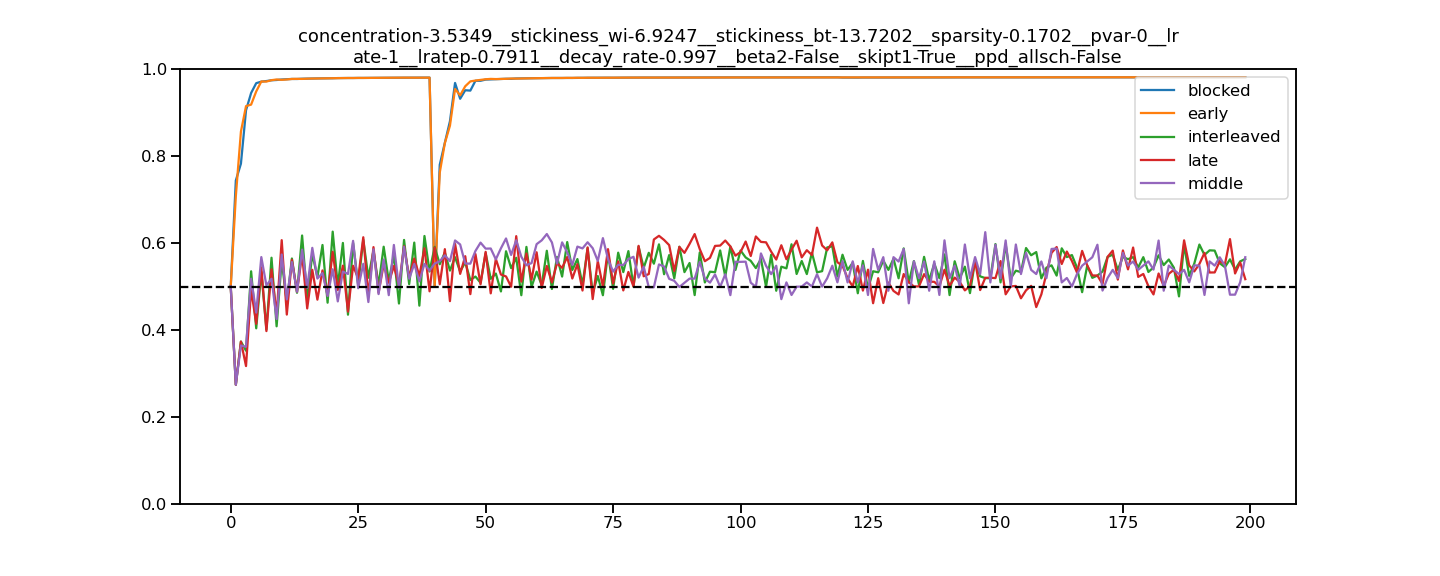 concentration-3.5349__stickiness_wi-6.9247__stickiness_bt-13.7202__sparsity-0.1702__pvar-0__lr
ate-1__lratep-0.7911__decay_rate-0.997__beta2-False__skipt1-True__ppd_allsch-False
1.0
0.8
0.6
0.4
0.2
0.0
blocked
early
interleaved
late
middle
0 25 50 75 100 125 150 175 200